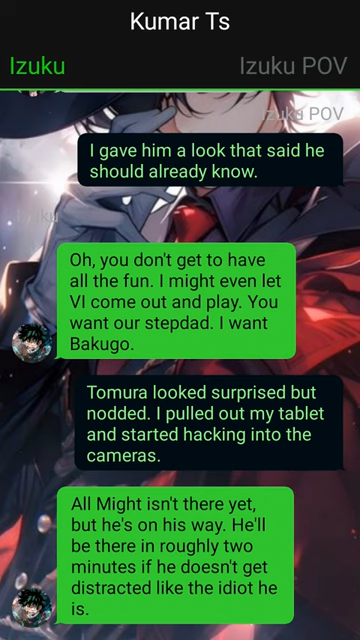 Kumar Ts
Izuku
Izuku POV
Izuku POV
I gave him a look that said he
should already know.
Izuku
Oh, you don't get to have
all the fun. I might even let
VI come out and play. You
want our stepdad. I want
Bakugo.
Tomura looked surprised but
nodded. I pulled out my tablet
and started hacking into the
cameras.
All Might isn't there yet,
but he's on his way. He'll
be there in roughly two
minutes if he doesn't get
distracted like the idiot he
is.